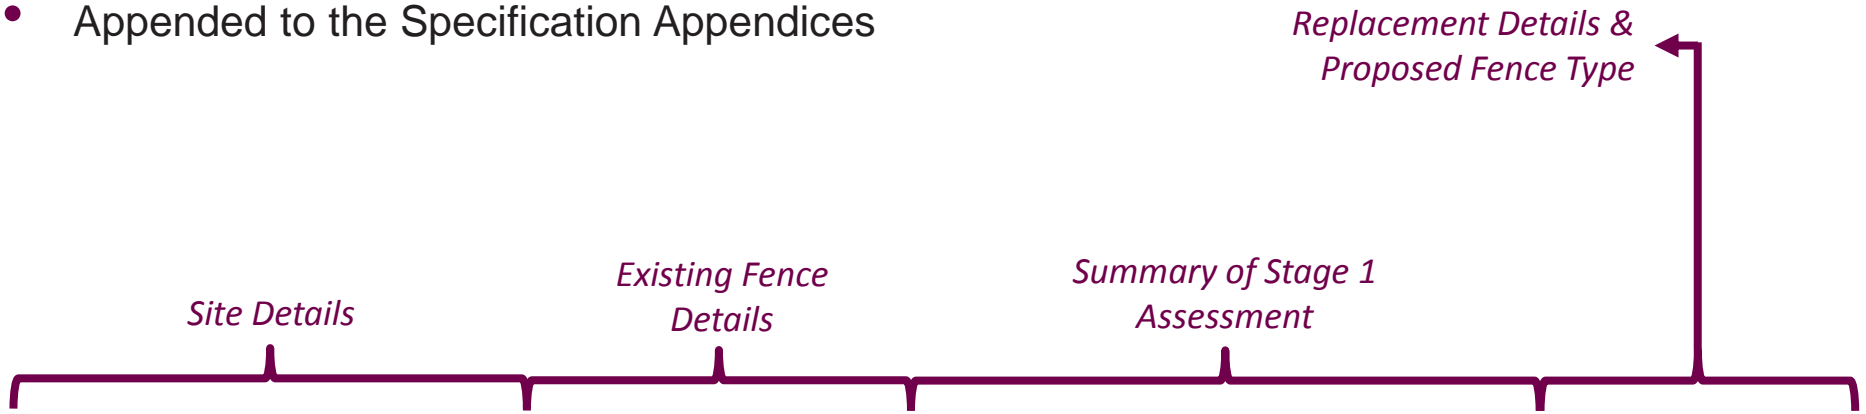 • Appended to the Specification Appendices
Replacement Details &
Proposed Fence Type
Site Details
Existing Fence
Details
Summary of Stage 1
Assessment